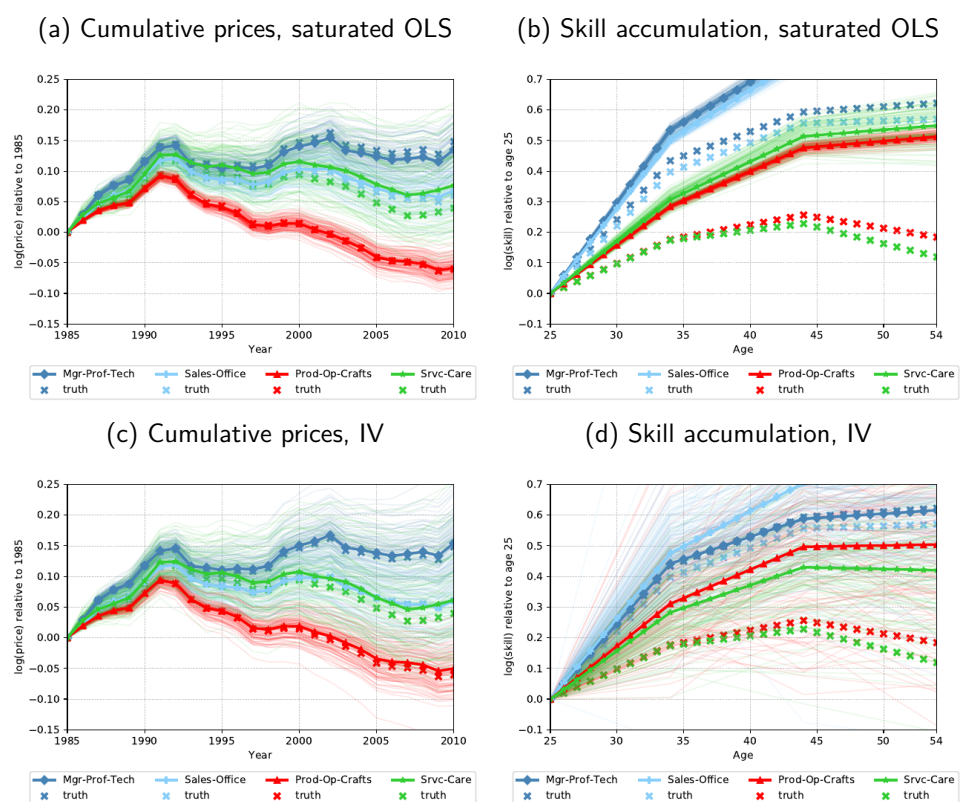 (a) Cumulative prices, saturated OLS
(b) Skill accumulation, saturated OLS
log(price) relative to 1985
0.25
0.20
0.15
0.10
0.05
0.00
−0.05
−0.10
−0.15
1985 1990 1995 2000 2005 2010
Year
Mgr-Prof-Tech Sales-Office Prod-Op-Crafts Srvc-Care
truth truth truth truth
log(skill) relative to age 25
0.7
0.6
0.5
0.4
0.3
0.2
0.1
0.0
−0.1
25 30 35 40 45 50 54
Age
Mgr-Prof-Tech Sales-Office Prod-Op-Crafts Srvc-Care
truth truth truth truth
(c) Cumulative prices, IV
(d) Skill accumulation, IV
log(price) relative to 1985
0.25
0.20
0.15
0.10
0.05
0.00
−0.05
−0.10
−0.15
1985 1990 1995 2000 2005 2010
Year
Mgr-Prof-Tech Sales-Office Prod-Op-Crafts Srvc-Care
truth truth truth truth
log(skill) relative to age 25
0.7
0.6
0.5
0.4
0.3
0.2
0.1
0.0
−0.1
25 30 35 40 45 50 54
Age
Mgr-Prof-Tech Sales-Office Prod-Op-Crafts Srvc-Care
truth truth truth truth